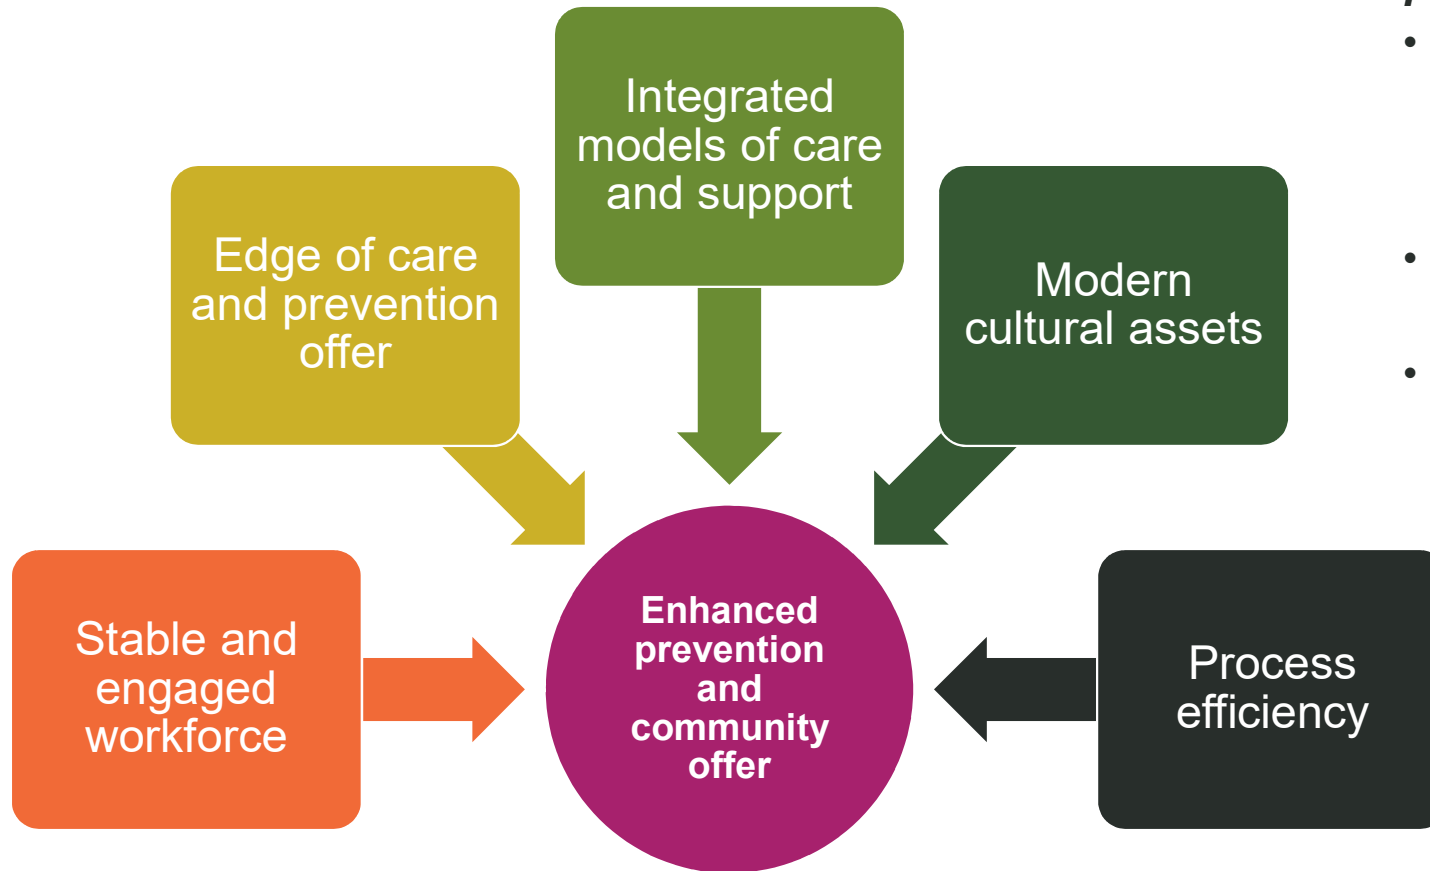 Integrated
models of care
and support
Edge of care
and prevention
offer
Modern
cultural assets
Stable and
engaged
workforce
Enhanced
prevention
and
community
offer
Process
efficiency